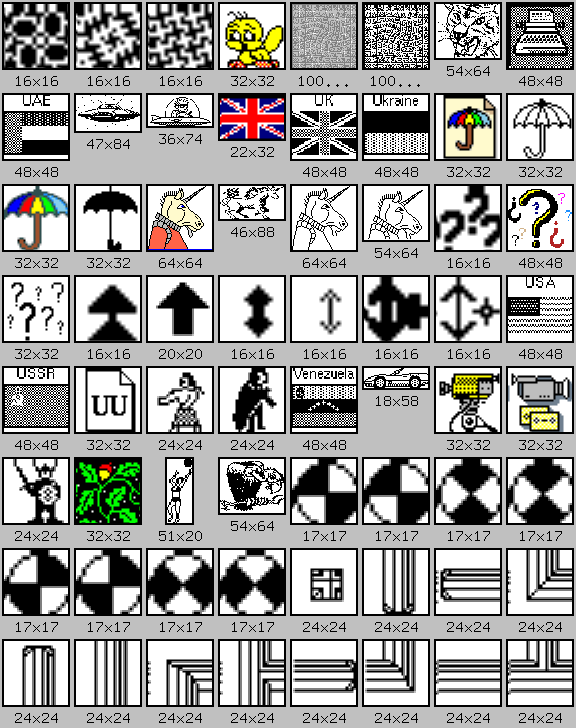 16x16 16x16 16x16 32x32 100... 100... 54x64 48x48
UAE UK Ukraine
48x48 47x84 36x74 22x32 48x48 48x48 32x32 32x32
32x32 32x32 64x64 46x88 64x64 54x64 16x16 48x48
USA
32x32 16x16 20x20 16x16 16x16 16x16 16x16 48x48
USSR UU Venezuela
48x48 32x32 24x24 24x24 48x48 18x58 32x32 32x32
24x24 32x32 51x20 54x64 17x17 17x17 17x17 17x17
17x17 17x17 17x17 17x17 24x24 24x24 24x24 24x24
24x24 24x24 24x24 24x24 24x24 24x24 24x24 24x24